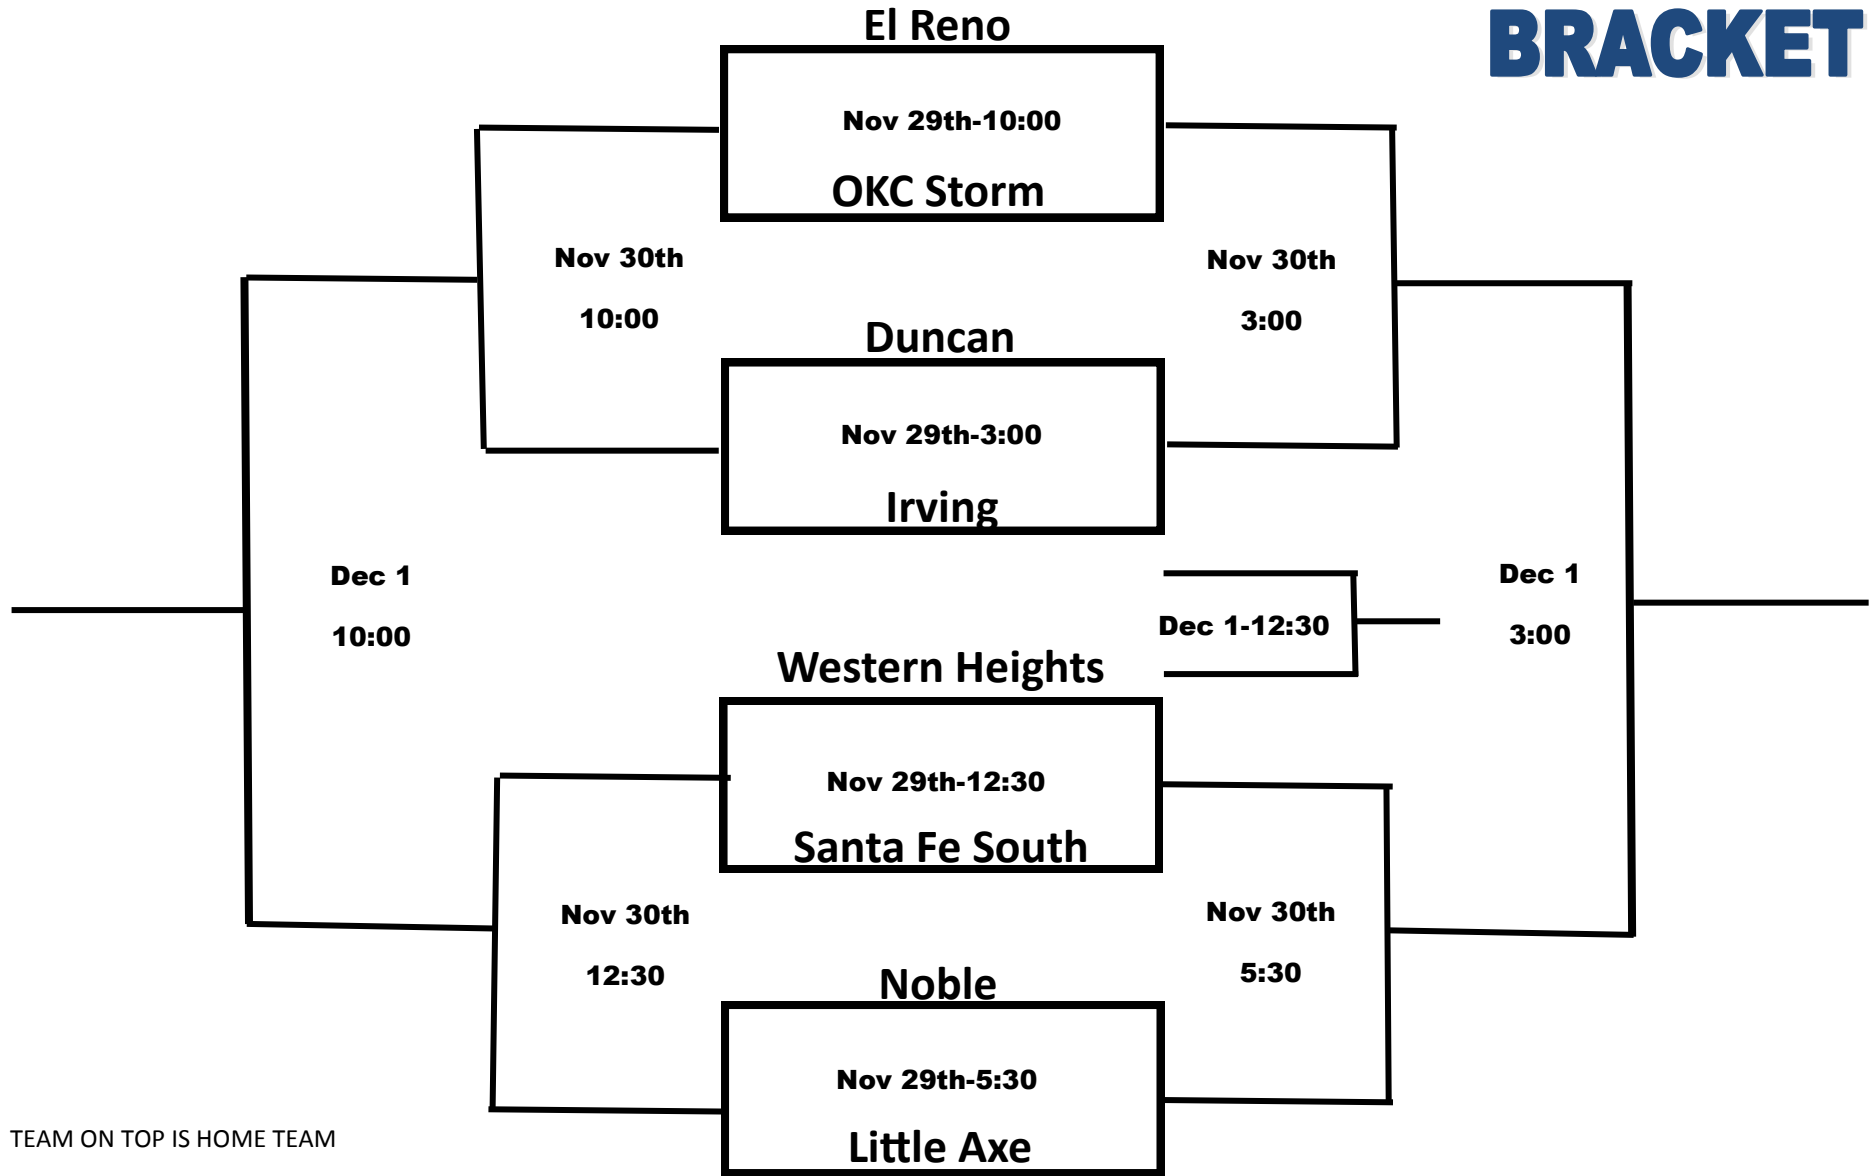 El Reno
BRACKET
Nov 29th-10:00
OKC Storm
Nov 30th
10:00
Nov 30th
3:00
Duncan
Nov 29th-3:00
Irving
Dec 1
10:00
Dec 1-12:30
Dec 1
3:00
Western Heights
Nov 29th-12:30
Santa Fe South
Nov 30th
12:30
Nov 30th
5:30
Noble
Nov 29th-5:30
Little Axe
TEAM ON TOP IS HOME TEAM